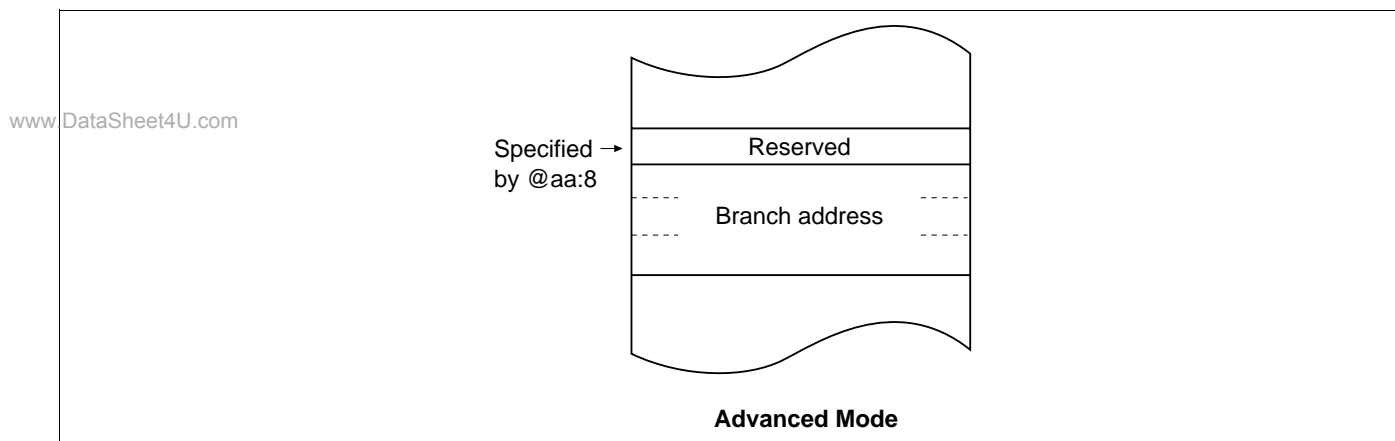 www.DataSheet4U.com
Reserved
Specified
by @aa:8
Branch address
Advanced Mode